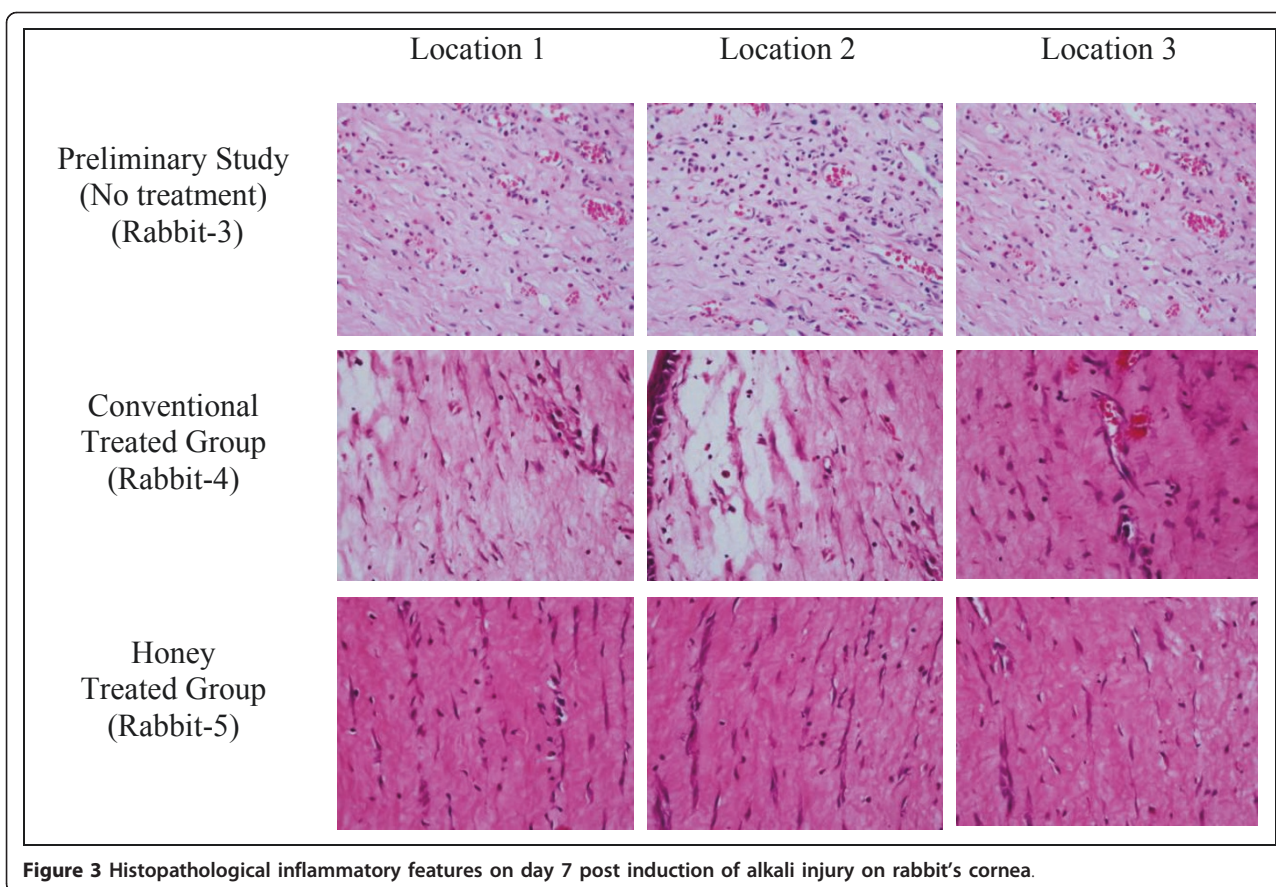 Location 1
Location 2
Location 3
Preliminary Study
(No treatment)
(Rabbit-3)
Conventional
Treated Group
(Rabbit-4)
Honey
Treated Group
(Rabbit-5)
Figure 3 Histopathological inflammatory features on day 7 post induction of alkali injury on rabbit's cornea.